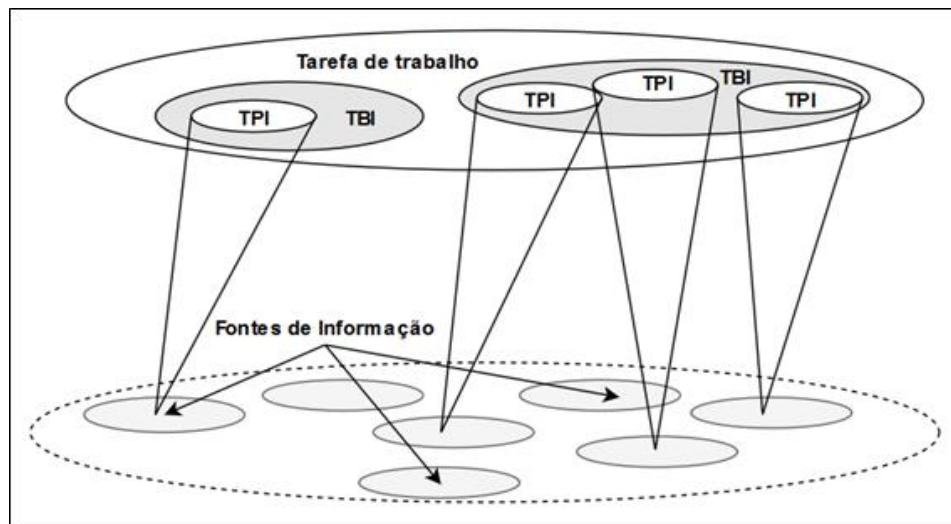 Tarefa de trabalho
TPI
TBI
TPI
TPI
TBI
TPI
Fontes de Informação